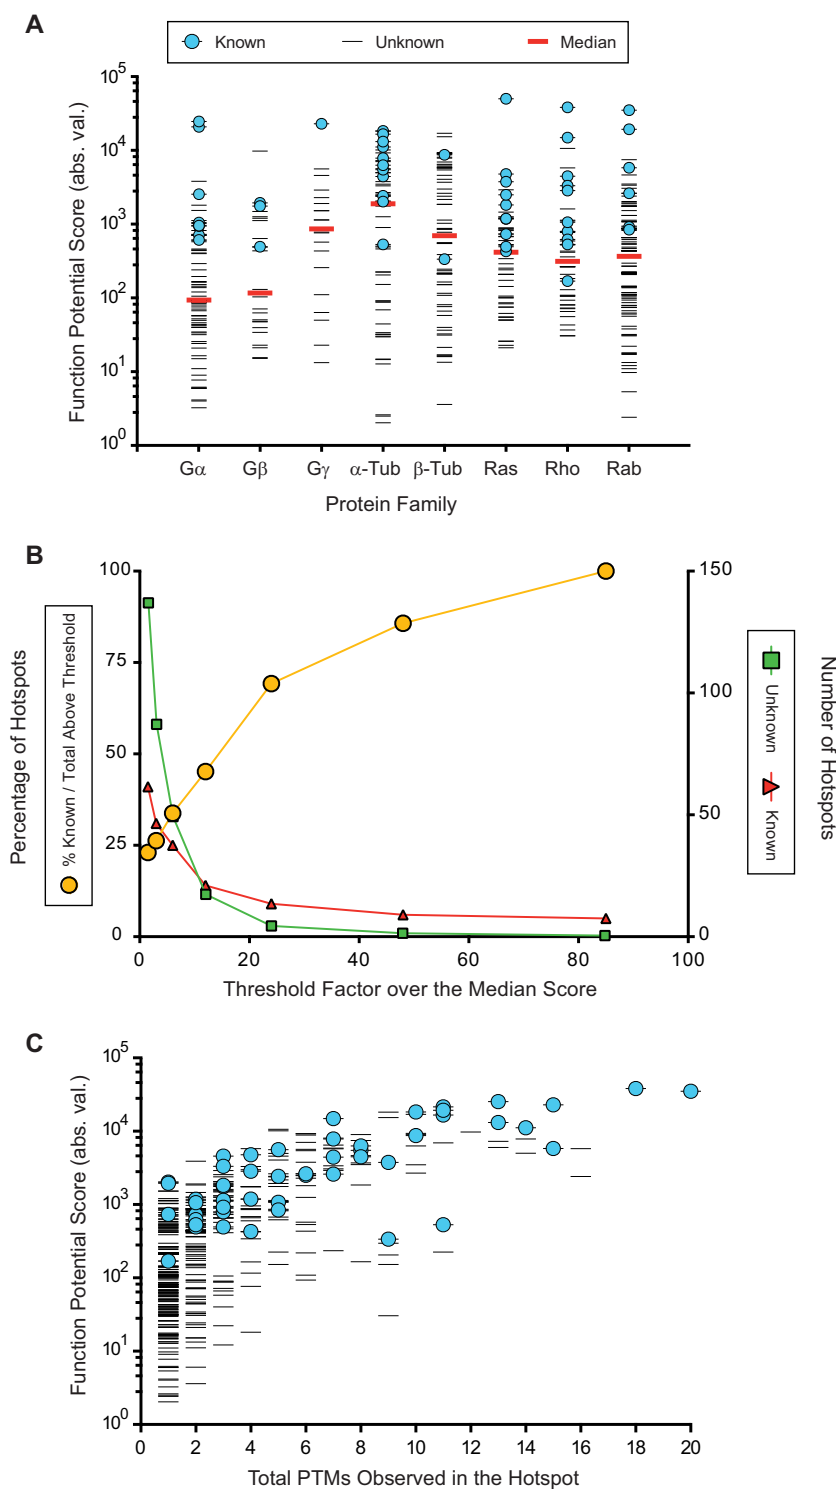 A
Known
Unknown
Median
Function Potential Score (abs. val.)
10^5
10^4
10^3
10^2
10^1
10^0
Gα
Gβ
Gγ
α-Tub
β-Tub
Ras
Rho
Rab
Protein Family
B
Percentage of Hotspots
% Known / Total Above Threshold
100
75
50
25
0
150
100
50
0
Unknown
Known
Number of Hotspots
0
20
40
60
80
100
Threshold Factor over the Median Score
C
Function Potential Score (abs. val.)
10^5
10^4
10^3
10^2
10^1
10^0
0
2
4
6
8
10
12
14
16
18
20
Total PTMs Observed in the Hotspot